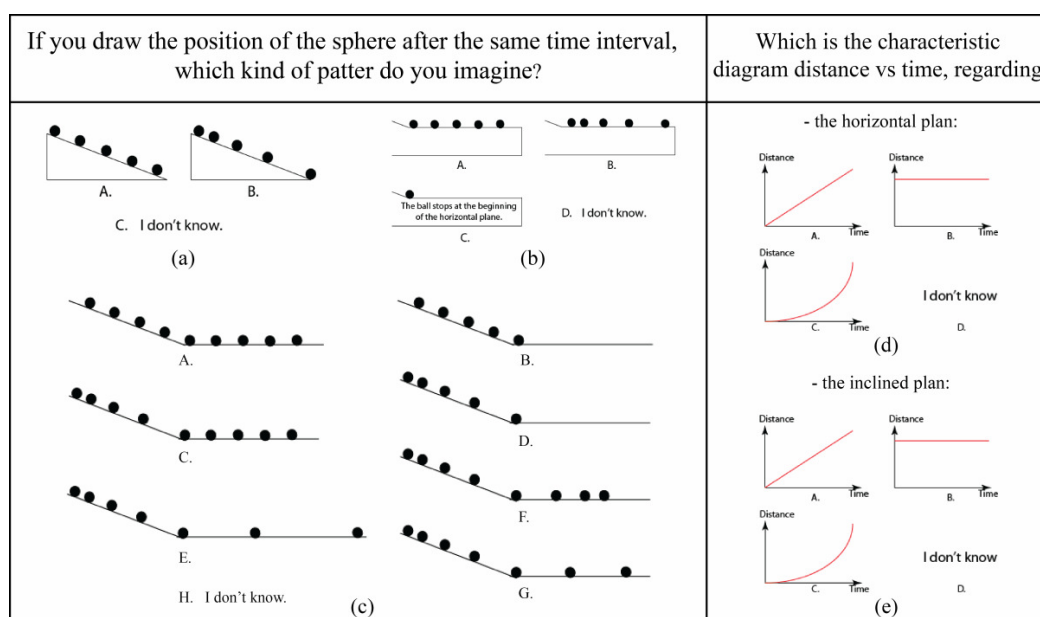 If you draw the position of the sphere after the same time interval,
which kind of patter do you imagine?
A.
B.
C. I don't know.
(a)
A.
B.
The ball stops at the beginning
of the horizontal plane.
C.
D. I don't know.
(b)
A.
B.
C.
D.
E.
F.
G.
H. I don't know.
(c)
Which is the characteristic
diagram distance vs time, regarding
- the horizontal plan:
Distance
Time
A.
Distance
Time
B.
Distance
Time
C.
I don't know
D.
(d)
- the inclined plan:
Distance
Time
A.
Distance
Time
B.
Distance
Time
C.
I don't know
D.
(e)